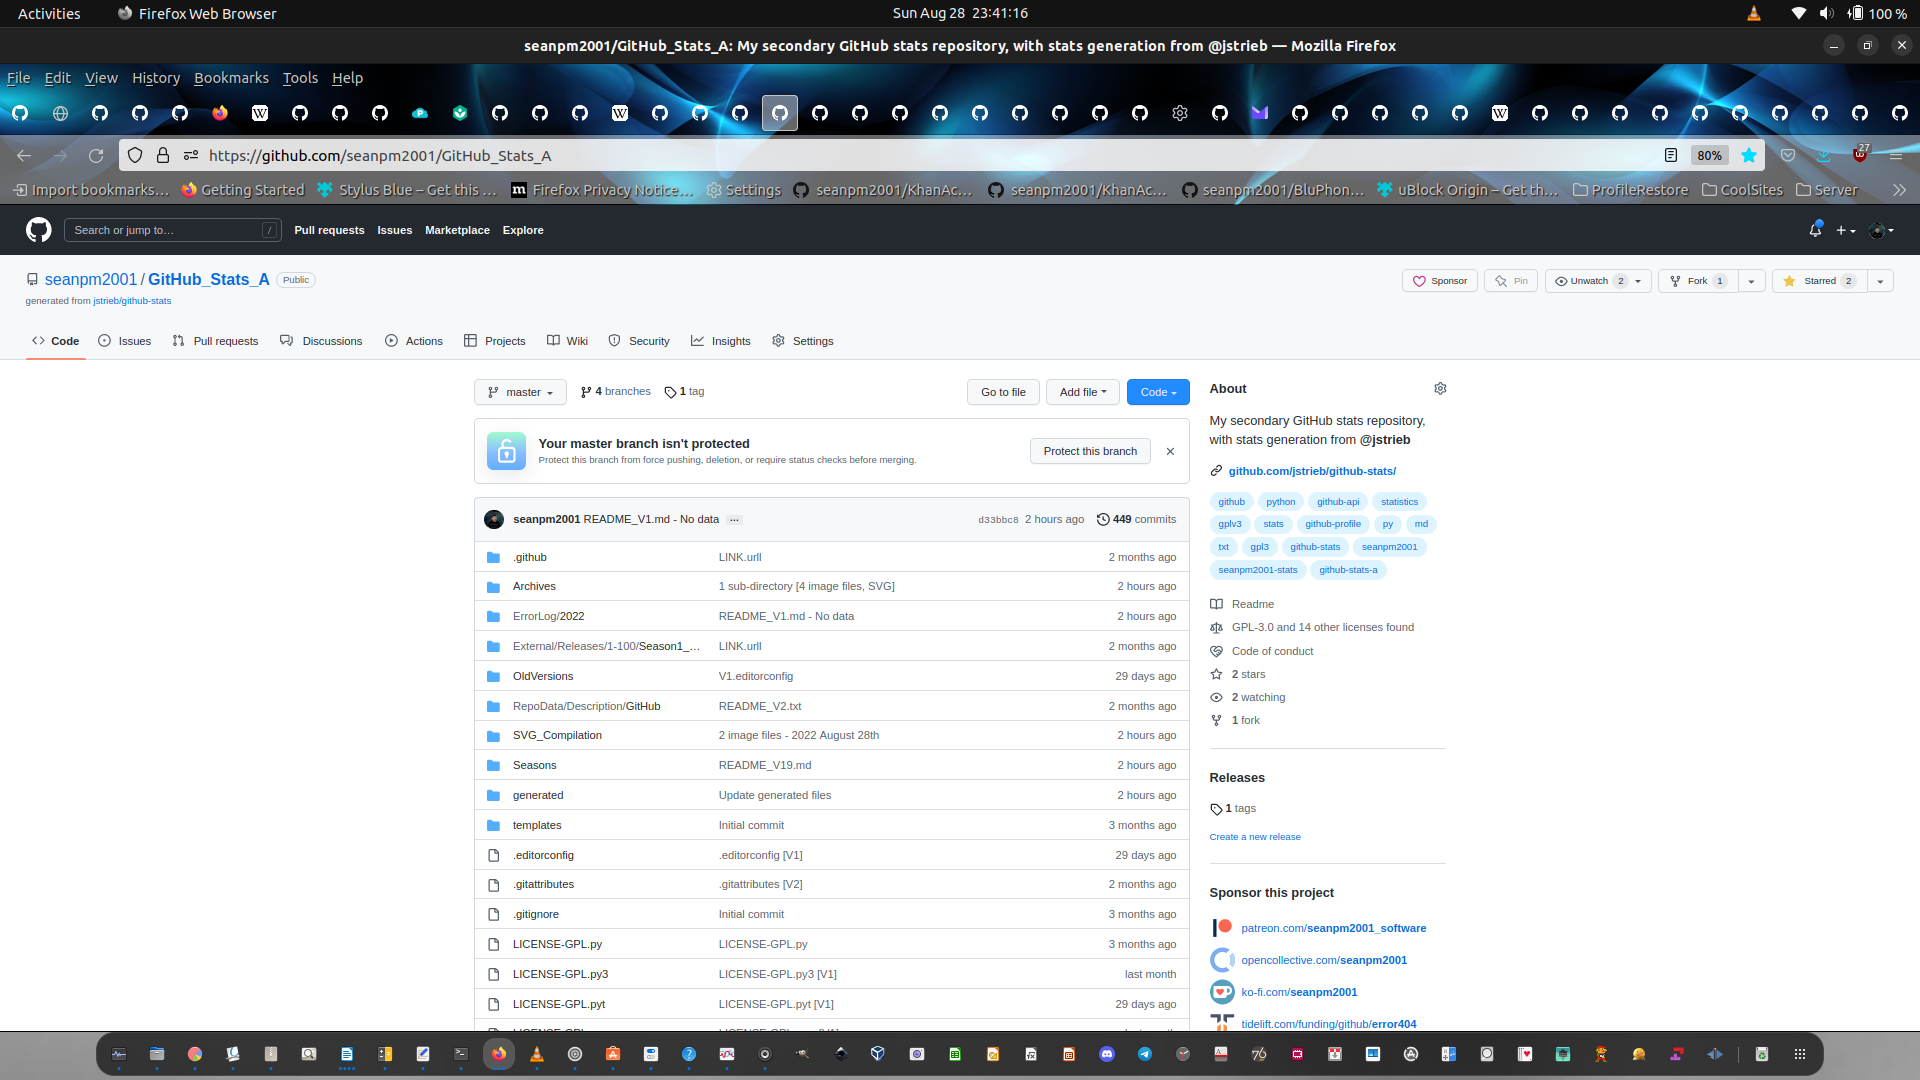 Activities Firefox Web Browser Sun Aug 28 23:41:16 100 %
seanpm2001/GitHub_Stats_A: My secondary GitHub stats repository, with stats generation from @jstrieb — Mozilla Firefox
File Edit View History Bookmarks Tools Help
https://github.com/seanpm2001/GitHub_Stats_A 80% 27
Import bookmarks… Getting Started Stylus Blue – Get this … Firefox Privacy Notice… Settings seanpm2001/KhanAc… seanpm2001/KhanAc… seanpm2001/BluPhon… uBlock Origin – Get th… ProfileRestore CoolSites Server
Search or jump to… / Pull requests Issues Marketplace Explore
seanpm2001 / GitHub_Stats_A Public Sponsor Pin Unwatch 2 Fork 1 Starred 2
generated from jstrieb/github-stats
Code Issues Pull requests Discussions Actions Projects Wiki Security Insights Settings
master 4 branches 1 tag Go to file Add file Code
Your master branch isn't protected
Protect this branch from force pushing, deletion, or require status checks before merging.
Protect this branch
seanpm2001 README_V1.md - No data ... d33bbc8 2 hours ago 449 commits
.github LINK.urll 2 months ago
Archives 1 sub-directory [4 image files, SVG] 2 hours ago
ErrorLog/2022 README_V1.md - No data 2 hours ago
External/Releases/1-100/Season1_… LINK.urll 2 months ago
OldVersions V1.editorconfig 29 days ago
RepoData/Description/GitHub README_V2.txt 2 months ago
SVG_Compilation 2 image files - 2022 August 28th 2 hours ago
Seasons README_V19.md 2 hours ago
generated Update generated files 2 hours ago
templates Initial commit 3 months ago
.editorconfig .editorconfig [V1] 29 days ago
.gitattributes .gitattributes [V2] 2 months ago
.gitignore Initial commit 3 months ago
LICENSE-GPL.py LICENSE-GPL.py 3 months ago
LICENSE-GPL.py3 LICENSE-GPL.py3 [V1] last month
LICENSE-GPL.pyt LICENSE-GPL.pyt [V1] 29 days ago
About
My secondary GitHub stats repository,
with stats generation from @jstrieb
github.com/jstrieb/github-stats/
github python github-api statistics
gplv3 stats github-profile py md
txt gpl3 github-stats seanpm2001
seanpm2001-stats github-stats-a
Readme
GPL-3.0 and 14 other licenses found
Code of conduct
2 stars
2 watching
1 fork
Releases
1 tags
Create a new release
Sponsor this project
patreon.com/seanpm2001_software
opencollective.com/seanpm2001
ko-fi.com/seanpm2001
tidelift.com/funding/github/error404